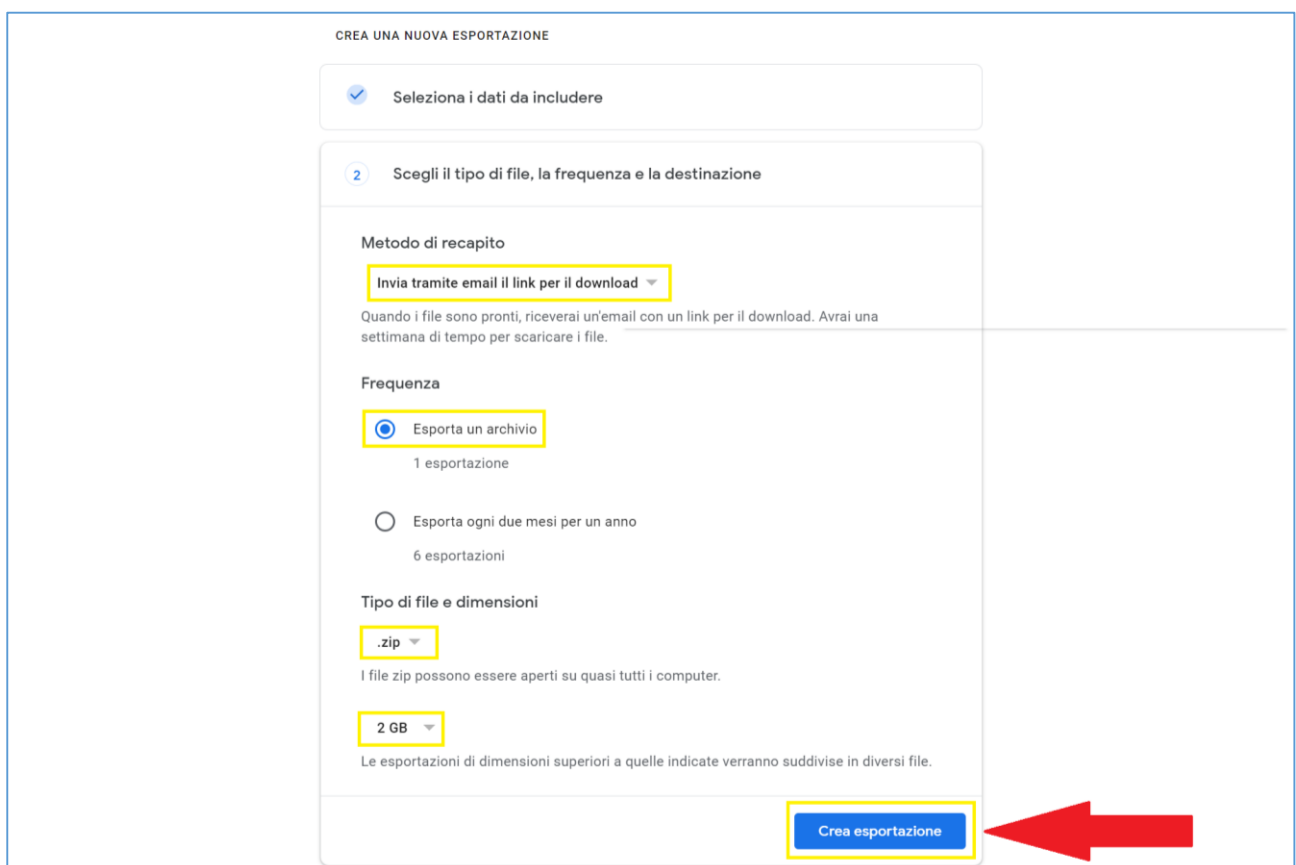 CREA UNA NUOVA ESPORTAZIONE
Seleziona i dati da includere
2 Scegli il tipo di file, la frequenza e la destinazione
Metodo di recapito
Invia tramite email il link per il download
Quando i file sono pronti, riceverai un'email con un link per il download. Avrai una
settimana di tempo per scaricare i file.
Frequenza
Esporta un archivio
1 esportazione
Esporta ogni due mesi per un anno
6 esportazioni
Tipo di file e dimensioni
.zip
I file zip possono essere aperti su quasi tutti i computer.
2 GB
Le esportazioni di dimensioni superiori a quelle indicate verranno suddivise in diversi file.
Crea esportazione